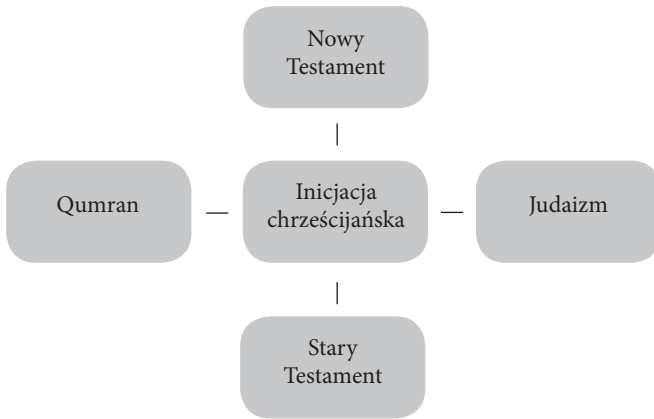 Nowy
Testament
Qumran
Inicjacja
chrześcijańska
Judaizm
Stary
Testament